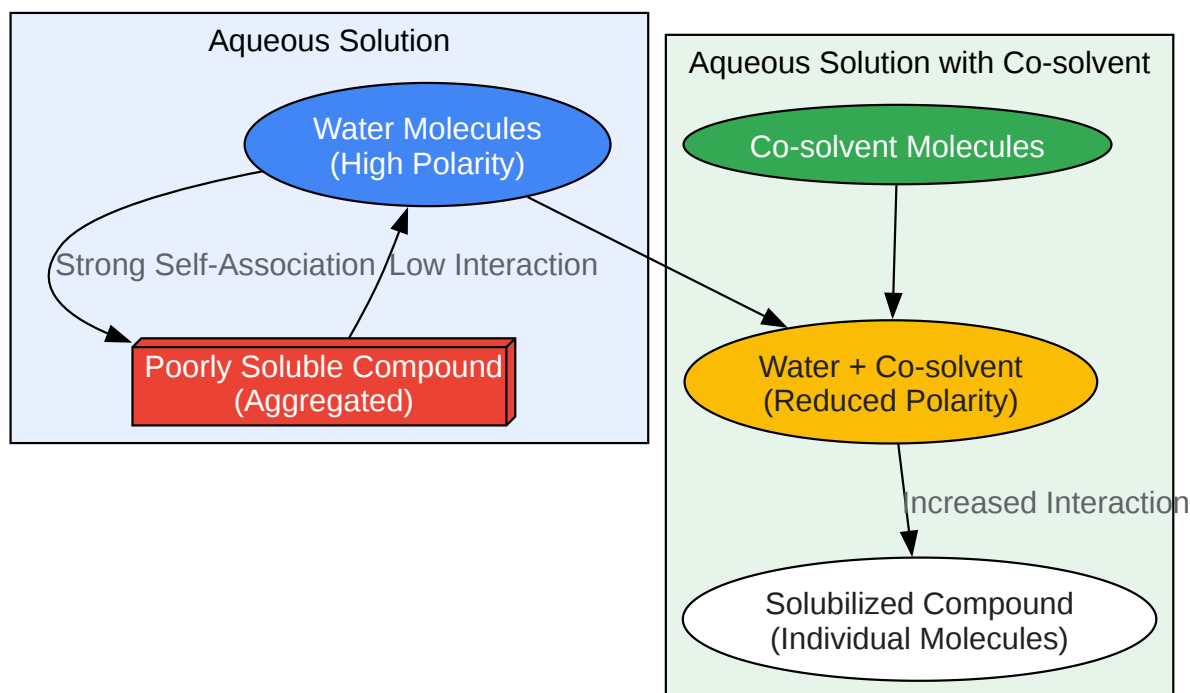 Aqueous Solution
Water Molecules
(High Polarity)
Strong Self-Association
Low Interaction
Poorly Soluble Compound
(Aggregated)
Aqueous Solution with Co-solvent
Co-solvent Molecules
Water + Co-solvent
(Reduced Polarity)
Increased Interaction
Solubilized Compound
(Individual Molecules)